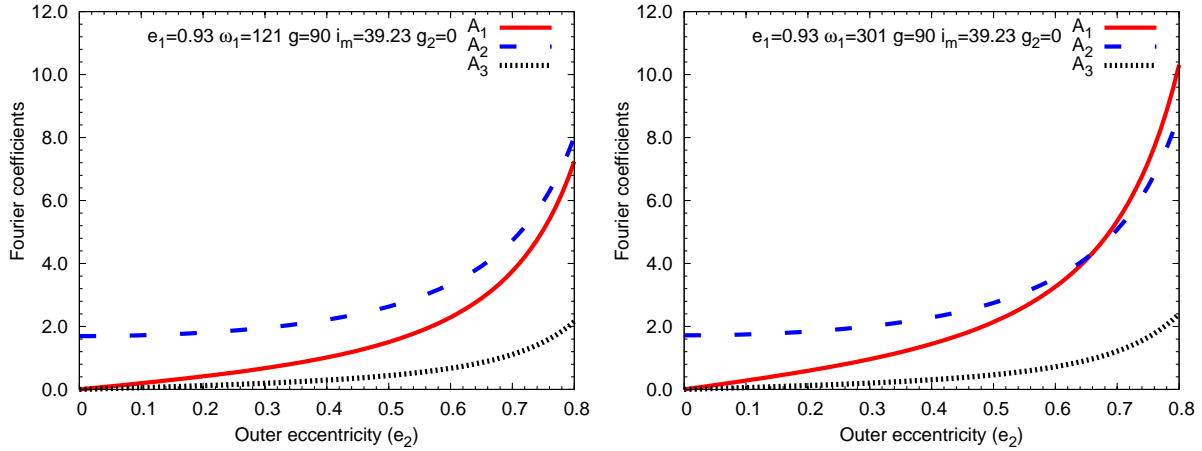 12.0
10.0
8.0
6.0
4.0
2.0
0.0
Fourier coefficients
e1=0.93 ω1=121 g=90 im=39.23 g2=0
A1
A2
A3
0 0.1 0.2 0.3 0.4 0.5 0.6 0.7 0.8
Outer eccentricity (e2)
12.0
10.0
8.0
6.0
4.0
2.0
0.0
Fourier coefficients
e1=0.93 ω1=301 g=90 im=39.23 g2=0
A1
A2
A3
0 0.1 0.2 0.3 0.4 0.5 0.6 0.7 0.8
Outer eccentricity (e2)